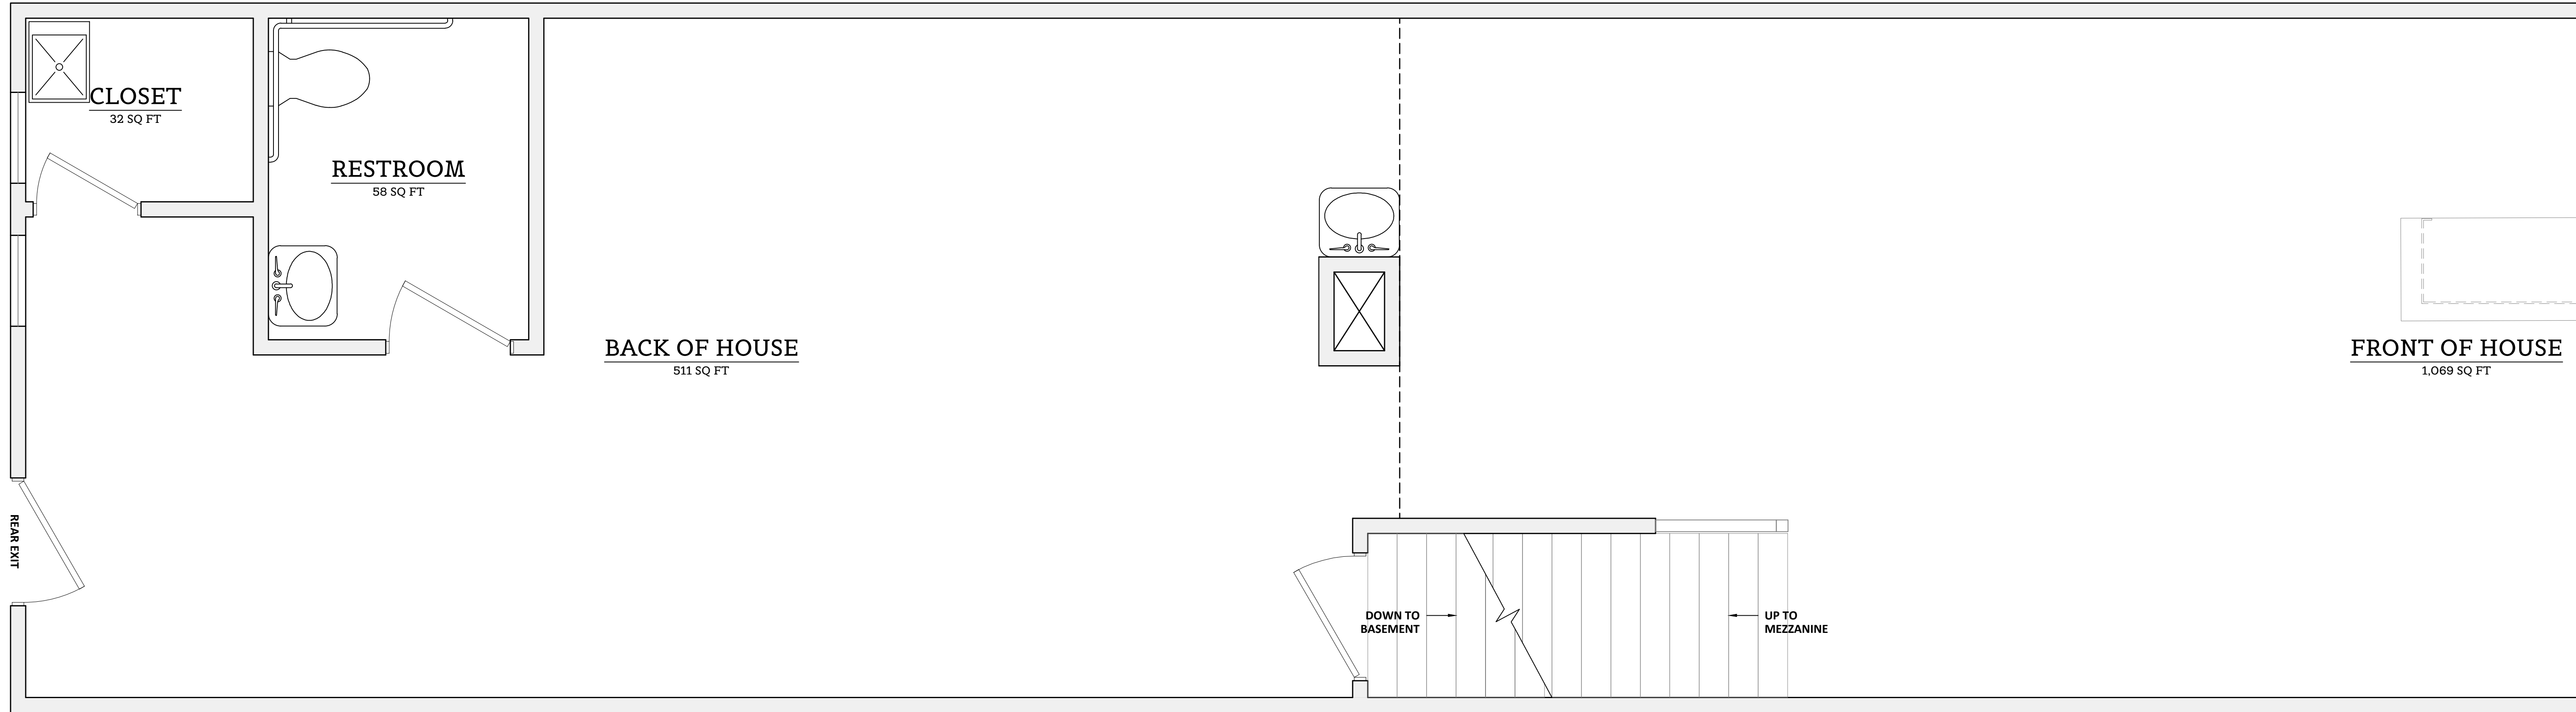 CLOSET
32 SQ FT
RESTROOM
58 SQ FT
BACK OF HOUSE
511 SQ FT
FRONT OF HOUSE
1,069 SQ FT
REAR EXIT
DOWN TO
BASEMENT
UP TO
MEZZANINE